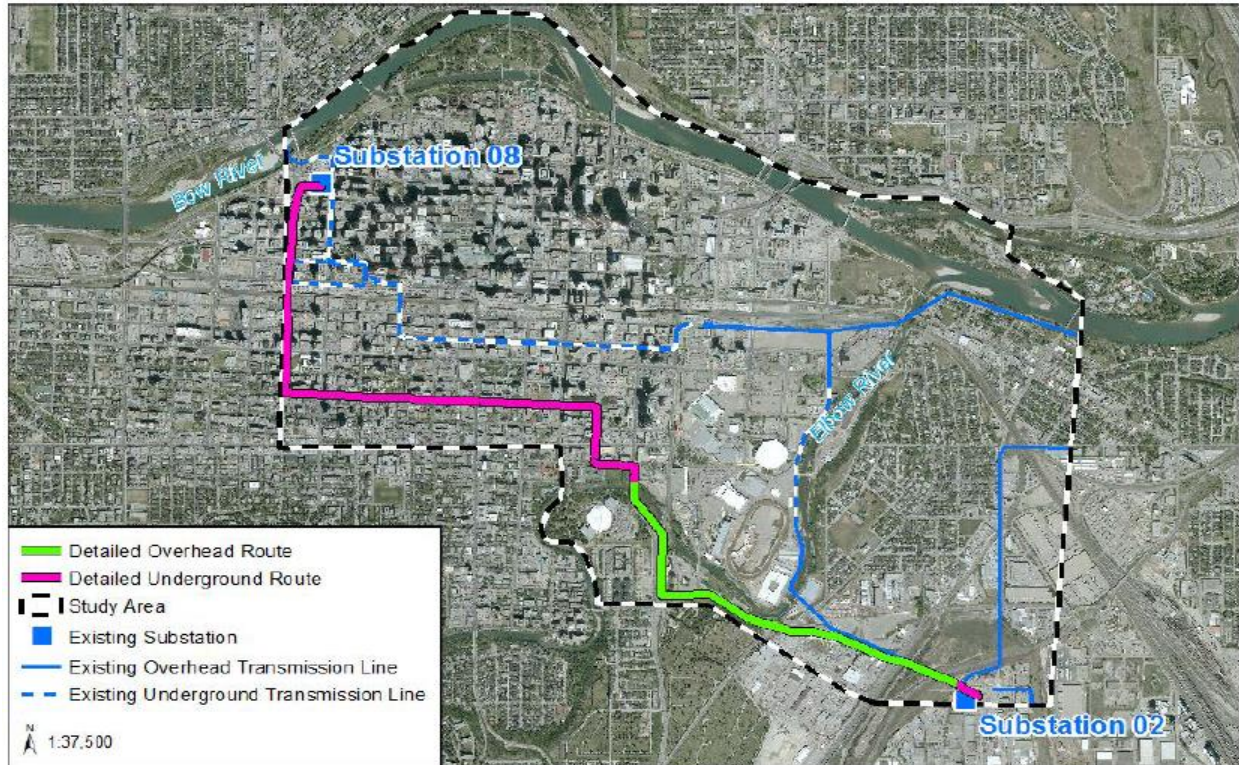 Substation 08
Bow River
Elbow River
Detailed Overhead Route
Detailed Underground Route
Study Area
Existing Substation
Existing Overhead Transmission Line
Existing Underground Transmission Line
N
1:37,500
Substation 02